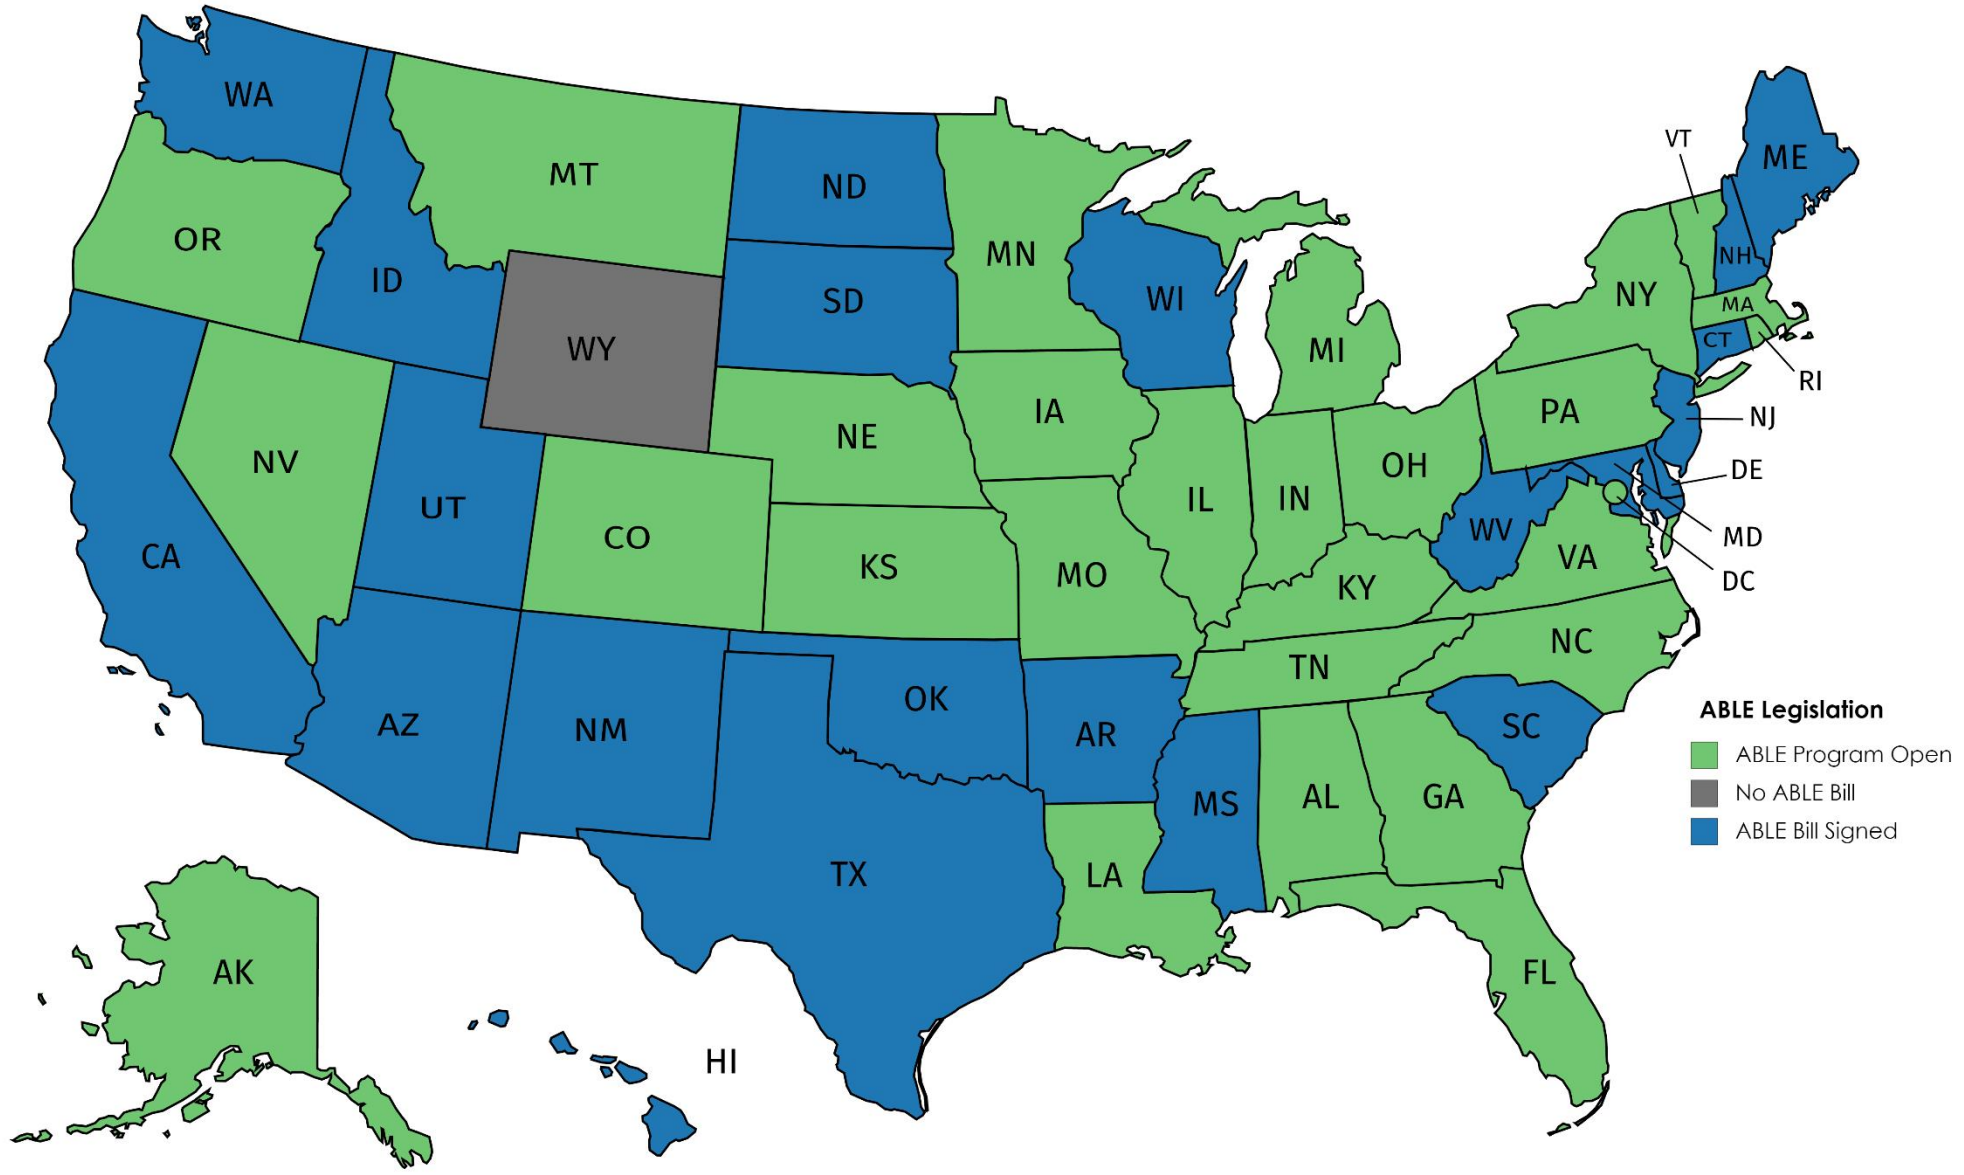 WA
MT
ND
MN
VT
ME
OR
ID
SD
WI
MI
NY
NH
MA
CT
RI
WY
NV
UT
NE
IA
PA
NJ
DE
CA
CO
KS
MO
IL
IN
OH
WV
VA
MD
DC
KY
AZ
NM
OK
AR
TN
NC
SC
TX
LA
MS
AL
GA
FL
AK
HI
ABLE Legislation
ABLE Program Open
No ABLE Bill
ABLE Bill Signed